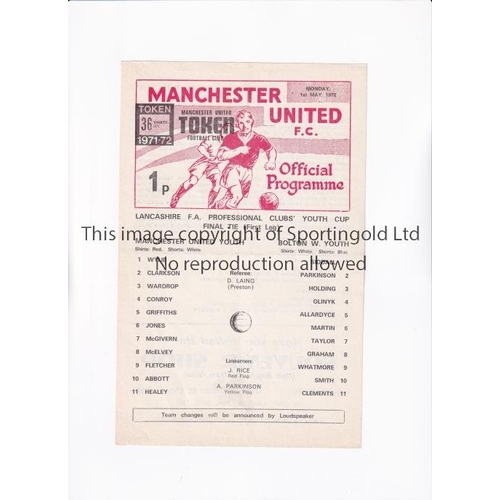 MONDAY,
1st MAY, 1972
MANCHESTER
UNITED
F.C.
TOKEN
36
1971-72
MANCHESTER UNITED
TOKEN
FOOTBALL CLUB
Official
Programme
1p
LANCASHIRE F.A. PROFESSIONAL CLUBS' YOUTH CUP
FINAL TIE (First Leg)
This image copyright of Sportingold Ltd
No reproduction allowed
MANCHESTER UNITED YOUTH
Shirts: Red. Shorts: White.
BOLTON W. YOUTH
Shirts: White. Shorts: Blue.
1
2 CLARKSON
3 WARDROP
4 CONROY
5 GRIFFITHS
6 JONES
7 McGIVERN
8 McELVEY
9 FLETCHER
10 ABBOTT
11 HEALEY
Referee:
D. LAING
(Preston)
Linesmen:
J. RICE
Red Flag
A. PARKINSON
Yellow Flag
PARKINSON 2
HOLDING 3
OLINYK 4
ALLARDYCE 5
MARTIN 6
TAYLOR 7
GRAHAM 8
WHATMORE 9
SMITH 10
CLEMENTS 11
Team changes will be announced by Loudspeaker